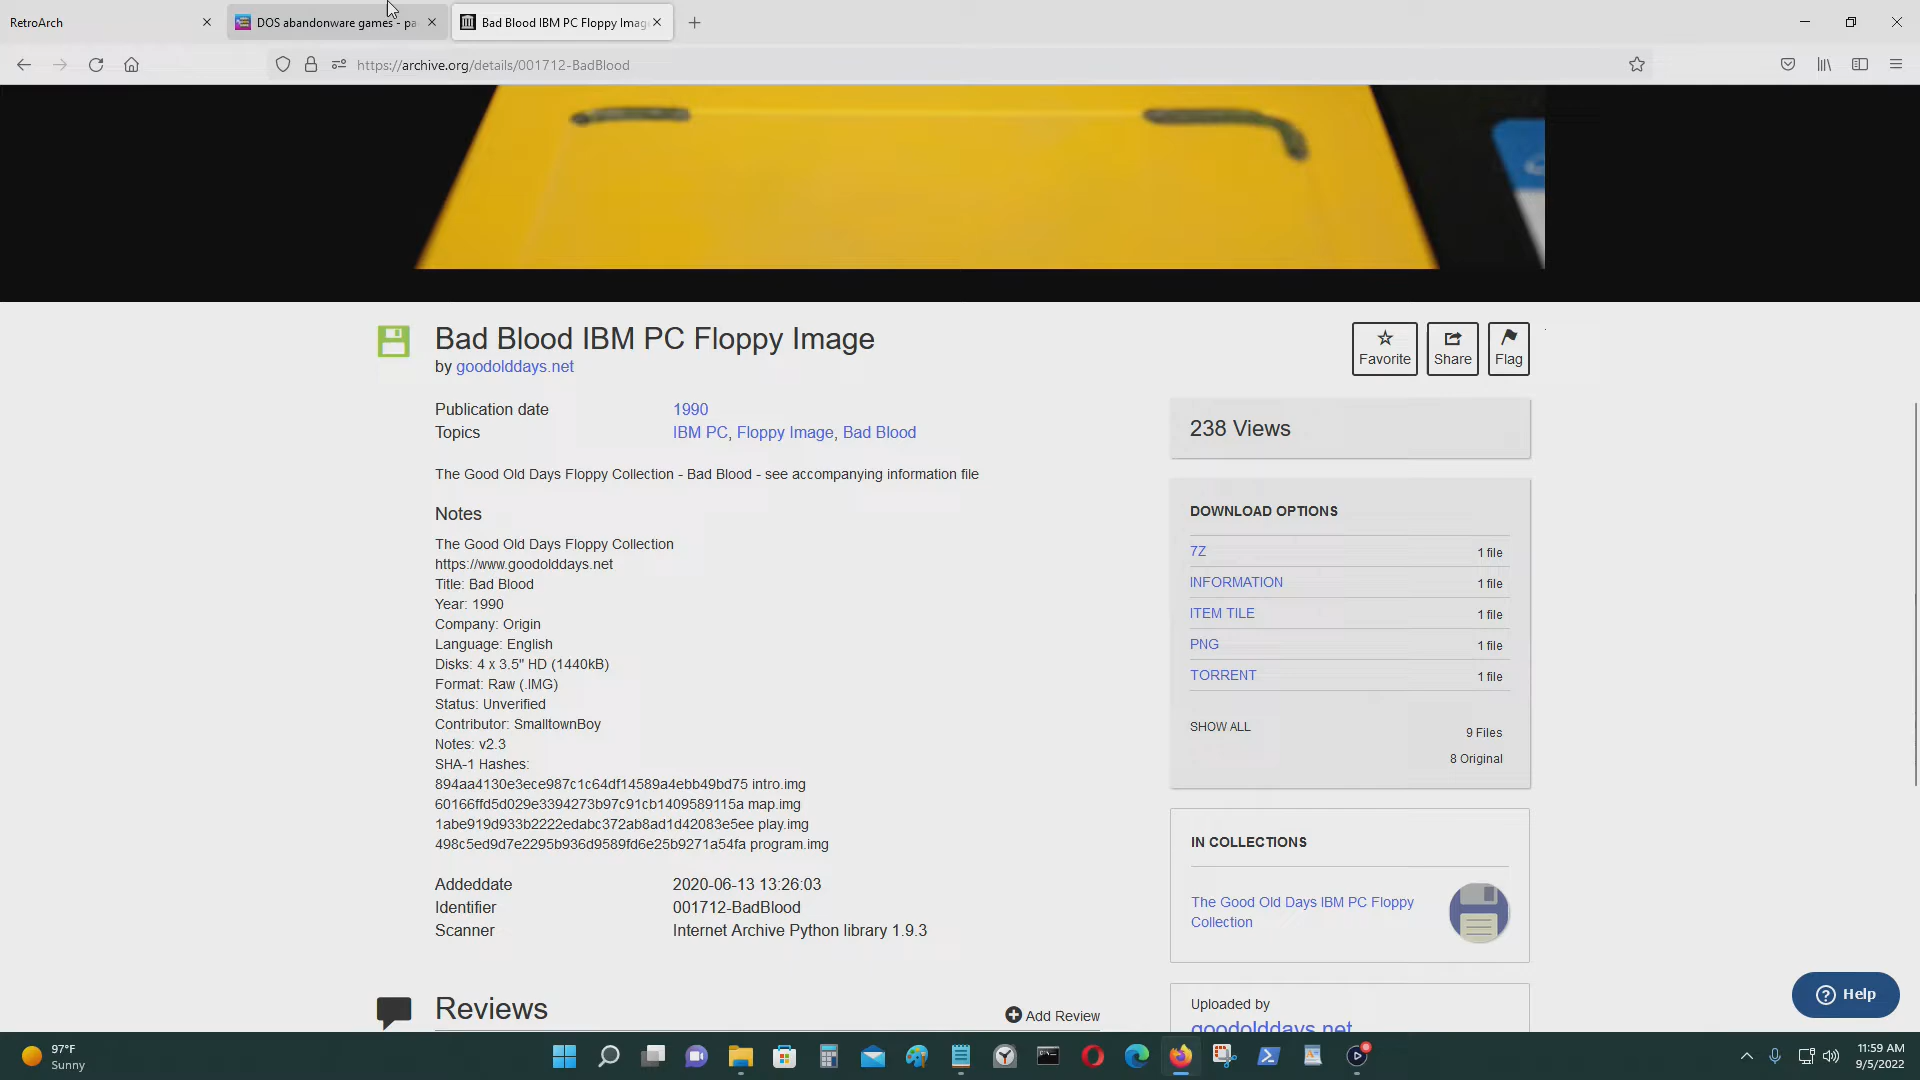 RetroArch
DOS abandonware games - pa
Bad Blood IBM PC Floppy Imag
https://archive.org/details/001712-BadBlood
Bad Blood IBM PC Floppy Image
by goodolddays.net
Favorite
Share
Flag
Publication date 1990
Topics IBM PC, Floppy Image, Bad Blood
The Good Old Days Floppy Collection - Bad Blood - see accompanying information file
Notes
The Good Old Days Floppy Collection
https://www.goodolddays.net
Title: Bad Blood
Year: 1990
Company: Origin
Language: English
Disks: 4 x 3.5" HD (1440kB)
Format: Raw (.IMG)
Status: Unverified
Contributor: SmalltownBoy
Notes: v2.3
SHA-1 Hashes:
894aa4130e3ece987c1c64df14589a4ebb49bd75 intro.img
60166ffd5d029e3394273b97c91cb1409589115a map.img
1abe919d933b2222edabc372ab8ad1d42083e5ee play.img
498c5ed9d7e2295b936d9589fd6e25b9271a54fa program.img
Addeddate 2020-06-13 13:26:03
Identifier 001712-BadBlood
Scanner Internet Archive Python library 1.9.3
Reviews
Add Review
238 Views
DOWNLOAD OPTIONS
7Z 1 file
INFORMATION 1 file
ITEM TILE 1 file
PNG 1 file
TORRENT 1 file
SHOW ALL 9 Files
8 Original
IN COLLECTIONS
The Good Old Days IBM PC Floppy
Collection
Uploaded by
goodolddays.net
Help
97°F
Sunny
11:59 AM
9/5/2022